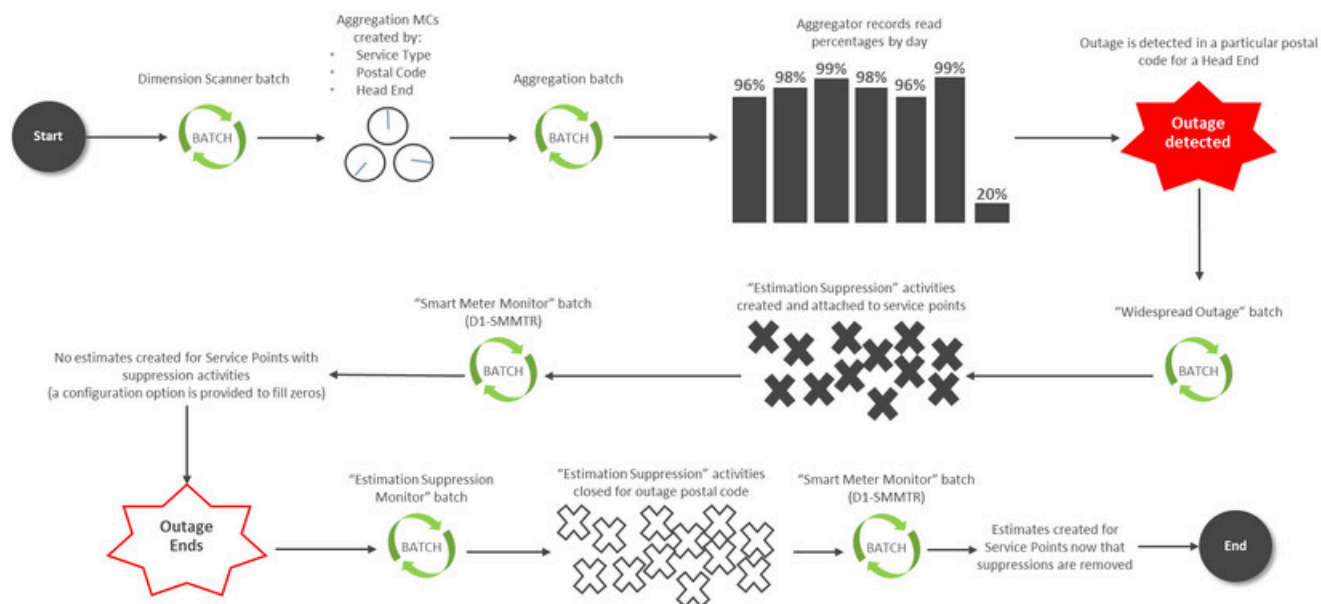 Start
Dimension Scanner batch
BATCH
Aggregation MCs
created by:
• Service Type
• Postal Code
• Head End
Aggregation batch
BATCH
Aggregator records read
percentages by day
96%
98%
99%
98%
96%
99%
20%
Outage is detected in a particular postal
code for a Head End
Outage
detected
"Widespread Outage" batch
BATCH
"Estimation Suppression" activities
created and attached to service points
"Smart Meter Monitor" batch
(D1-SMMTR)
BATCH
No estimates created for Service Points with
suppression activities
(a configuration option is provided to fill zeros)
Outage
Ends
"Estimation Suppression
Monitor" batch
BATCH
"Estimation Suppression" activities
closed for outage postal code
"Smart Meter Monitor" batch
(D1-SMMTR)
BATCH
Estimates created for
Service Points now that
suppressions are removed
End